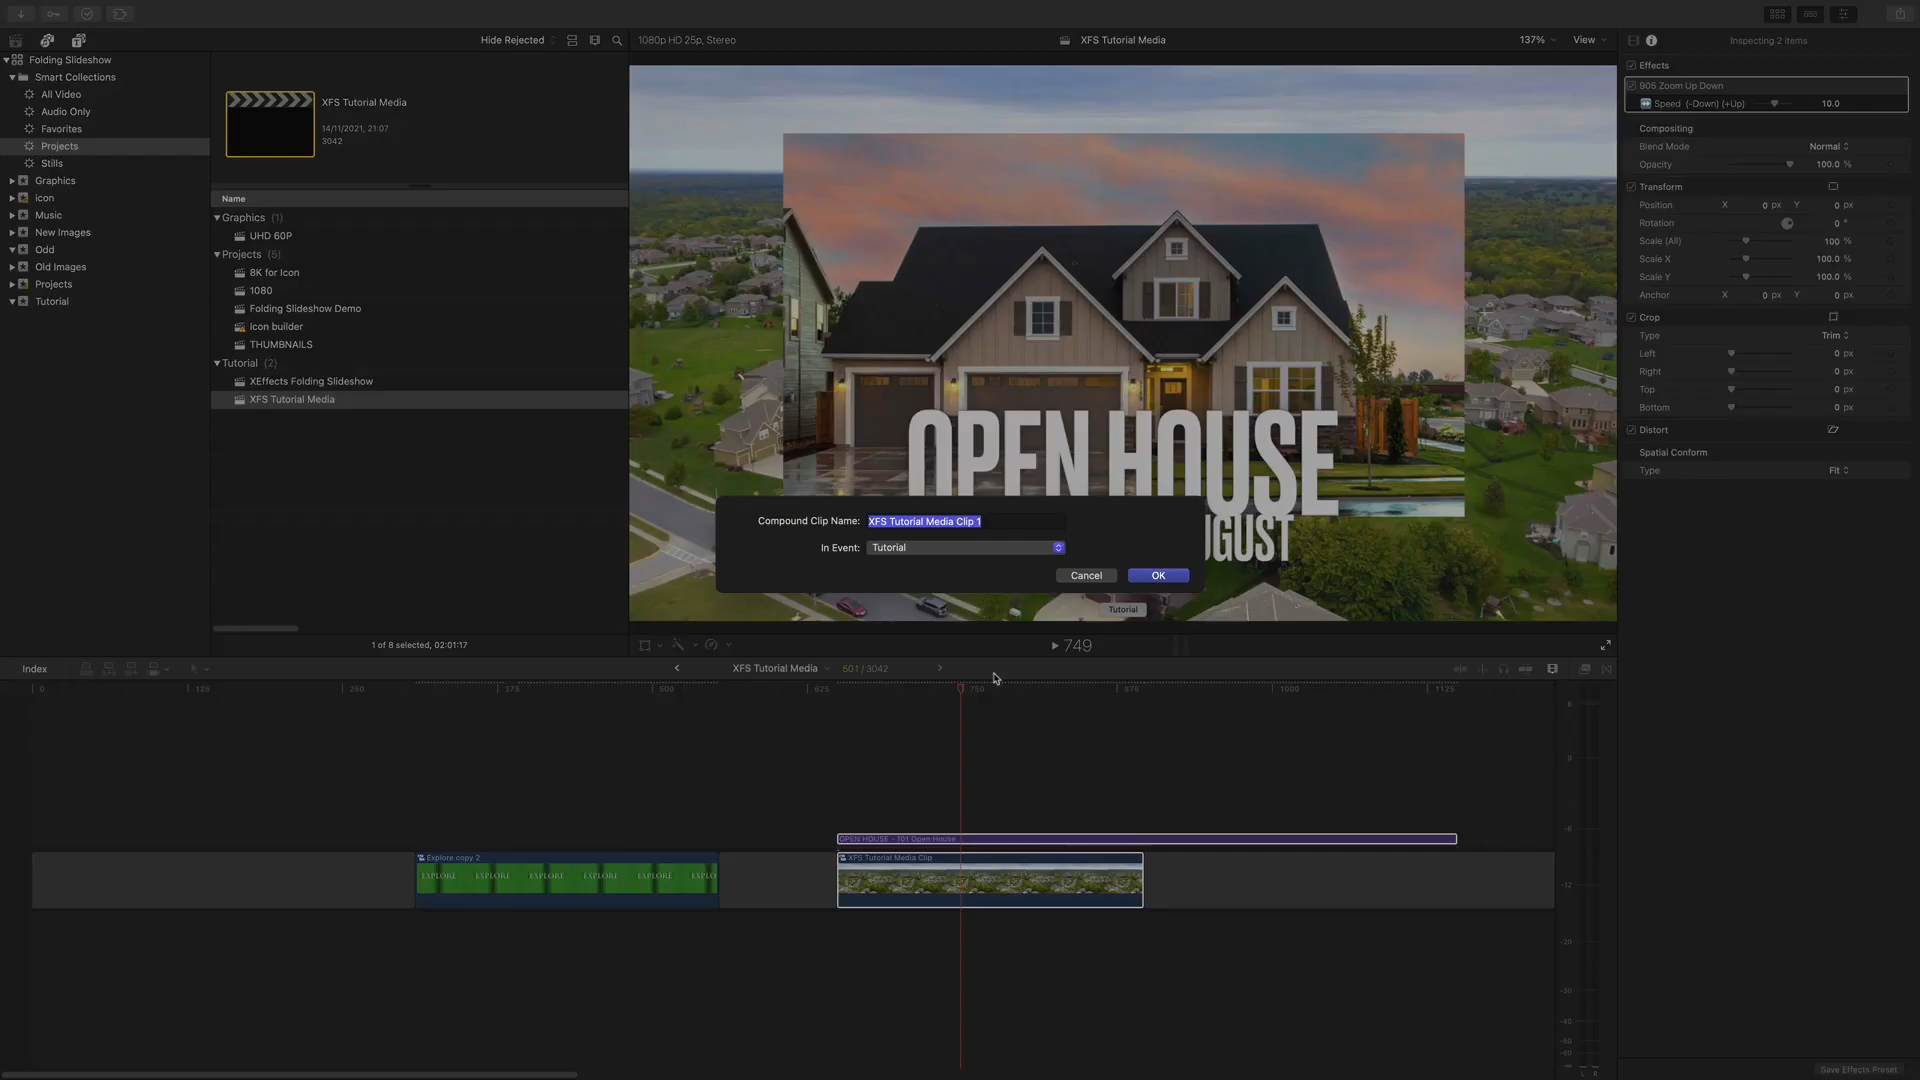 Hide Rejected
1080p HD 25p, Stereo
XFS Tutorial Media
137%
View
Inspecting 2 items
Folding Slideshow
Smart Collections
All Video
Audio Only
Favorites
Projects
Stills
Graphics
icon
Music
New Images
Odd
Old Images
Projects
Tutorial
XFS Tutorial Media
14/11/2021, 21:07
3042
Name
Graphics (1)
UHD 60P
Projects (5)
8K for Icon
1080
Folding Slideshow Demo
Icon builder
THUMBNAILS
Tutorial (2)
XEffects Folding Slideshow
XFS Tutorial Media
1 of 8 selected, 02:01:17
OPEN HOUSE
UGUST
Compound Clip Name: XFS Tutorial Media Clip 1
In Event: Tutorial
Cancel OK
Tutorial
749
Effects
905 Zoom Up Down
Speed (-Down) (+Up) 10.0
Compositing
Blend Mode Normal
Opacity 100.0 %
Transform
Position X 0 px Y 0 px
Rotation 0 °
Scale (All) 100 %
Scale X 100.0 %
Scale Y 100.0 %
Anchor X 0 px Y 0 px
Crop
Type Trim
Left 0 px
Right 0 px
Top 0 px
Bottom 0 px
Distort
Spatial Conform
Type Fit
Index
XFS Tutorial Media 501 / 3042
0 125 250 375 500 625 750 875 1000 1125
OPEN HOUSE - T01 Open House
Explore copy 2
XFS Tutorial Media Clip
EXPLORE EXPLORE EXPLORE EXPLORE EXPLORE EXPLO
6
0
-6
-12
-20
-30
-40
-50
-60
L R
Save Effects Preset